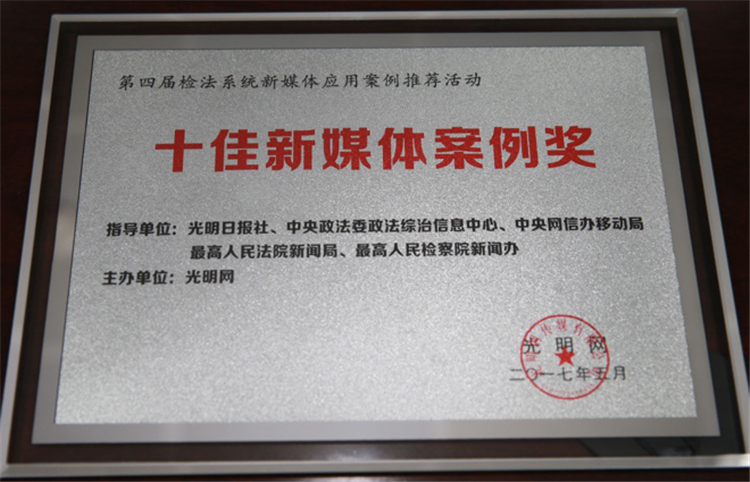 第四届检法系统新媒体应用案例推荐活动
十佳新媒体案例奖
指导单位：光明日报社、中央政法委政法综治信息中心、中央网信办移动局
最高人民法院新闻局、最高人民检察院新闻办
主办单位：光明网
光明网
二〇一七年五月